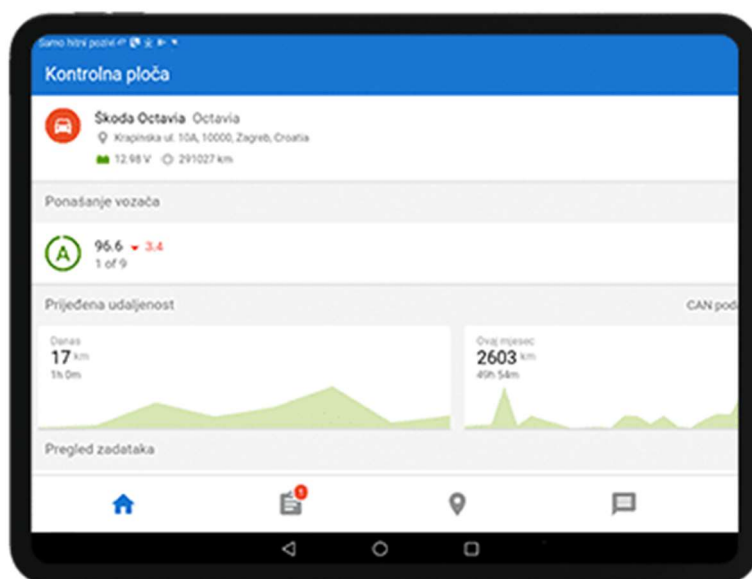 Samo hitni pozivi
Kontrolna ploča
Škoda Octavia Octavia
Krapinska ul. 10A, 10000, Zagreb, Croatia
12.98 V 291027 km
Ponašanje vozača
A 96.6 3.4
1 of 9
Prijeđena udaljenost CAN poda
Danas
17 km
1h 0m
Ovaj mjesec
2603 km
49h 54m
Pregled zadataka
1